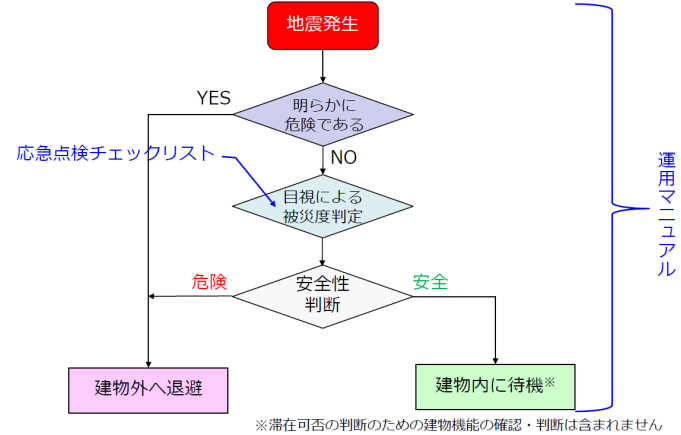 地震発生
YES
明らかに
危険である
応急点検チェックリスト
NO
目視による
被災度判定
運用マニュアル
危険
安全性
判断
安全
建物外へ退避
建物内に待機※
※滞在可否の判断のための建物機能の確認・判断は含まれません